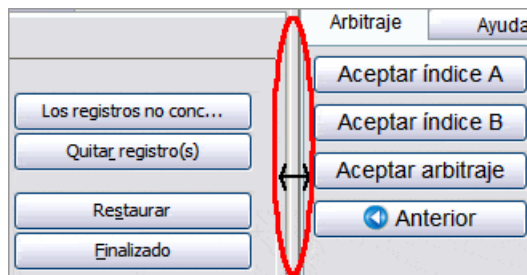 Arbitraje
Ayuda
Aceptar índice A
Los registros no conc...
Aceptar índice B
Quitar registro(s)
Aceptar arbitraje
Restaurar
Anterior
Finalizado